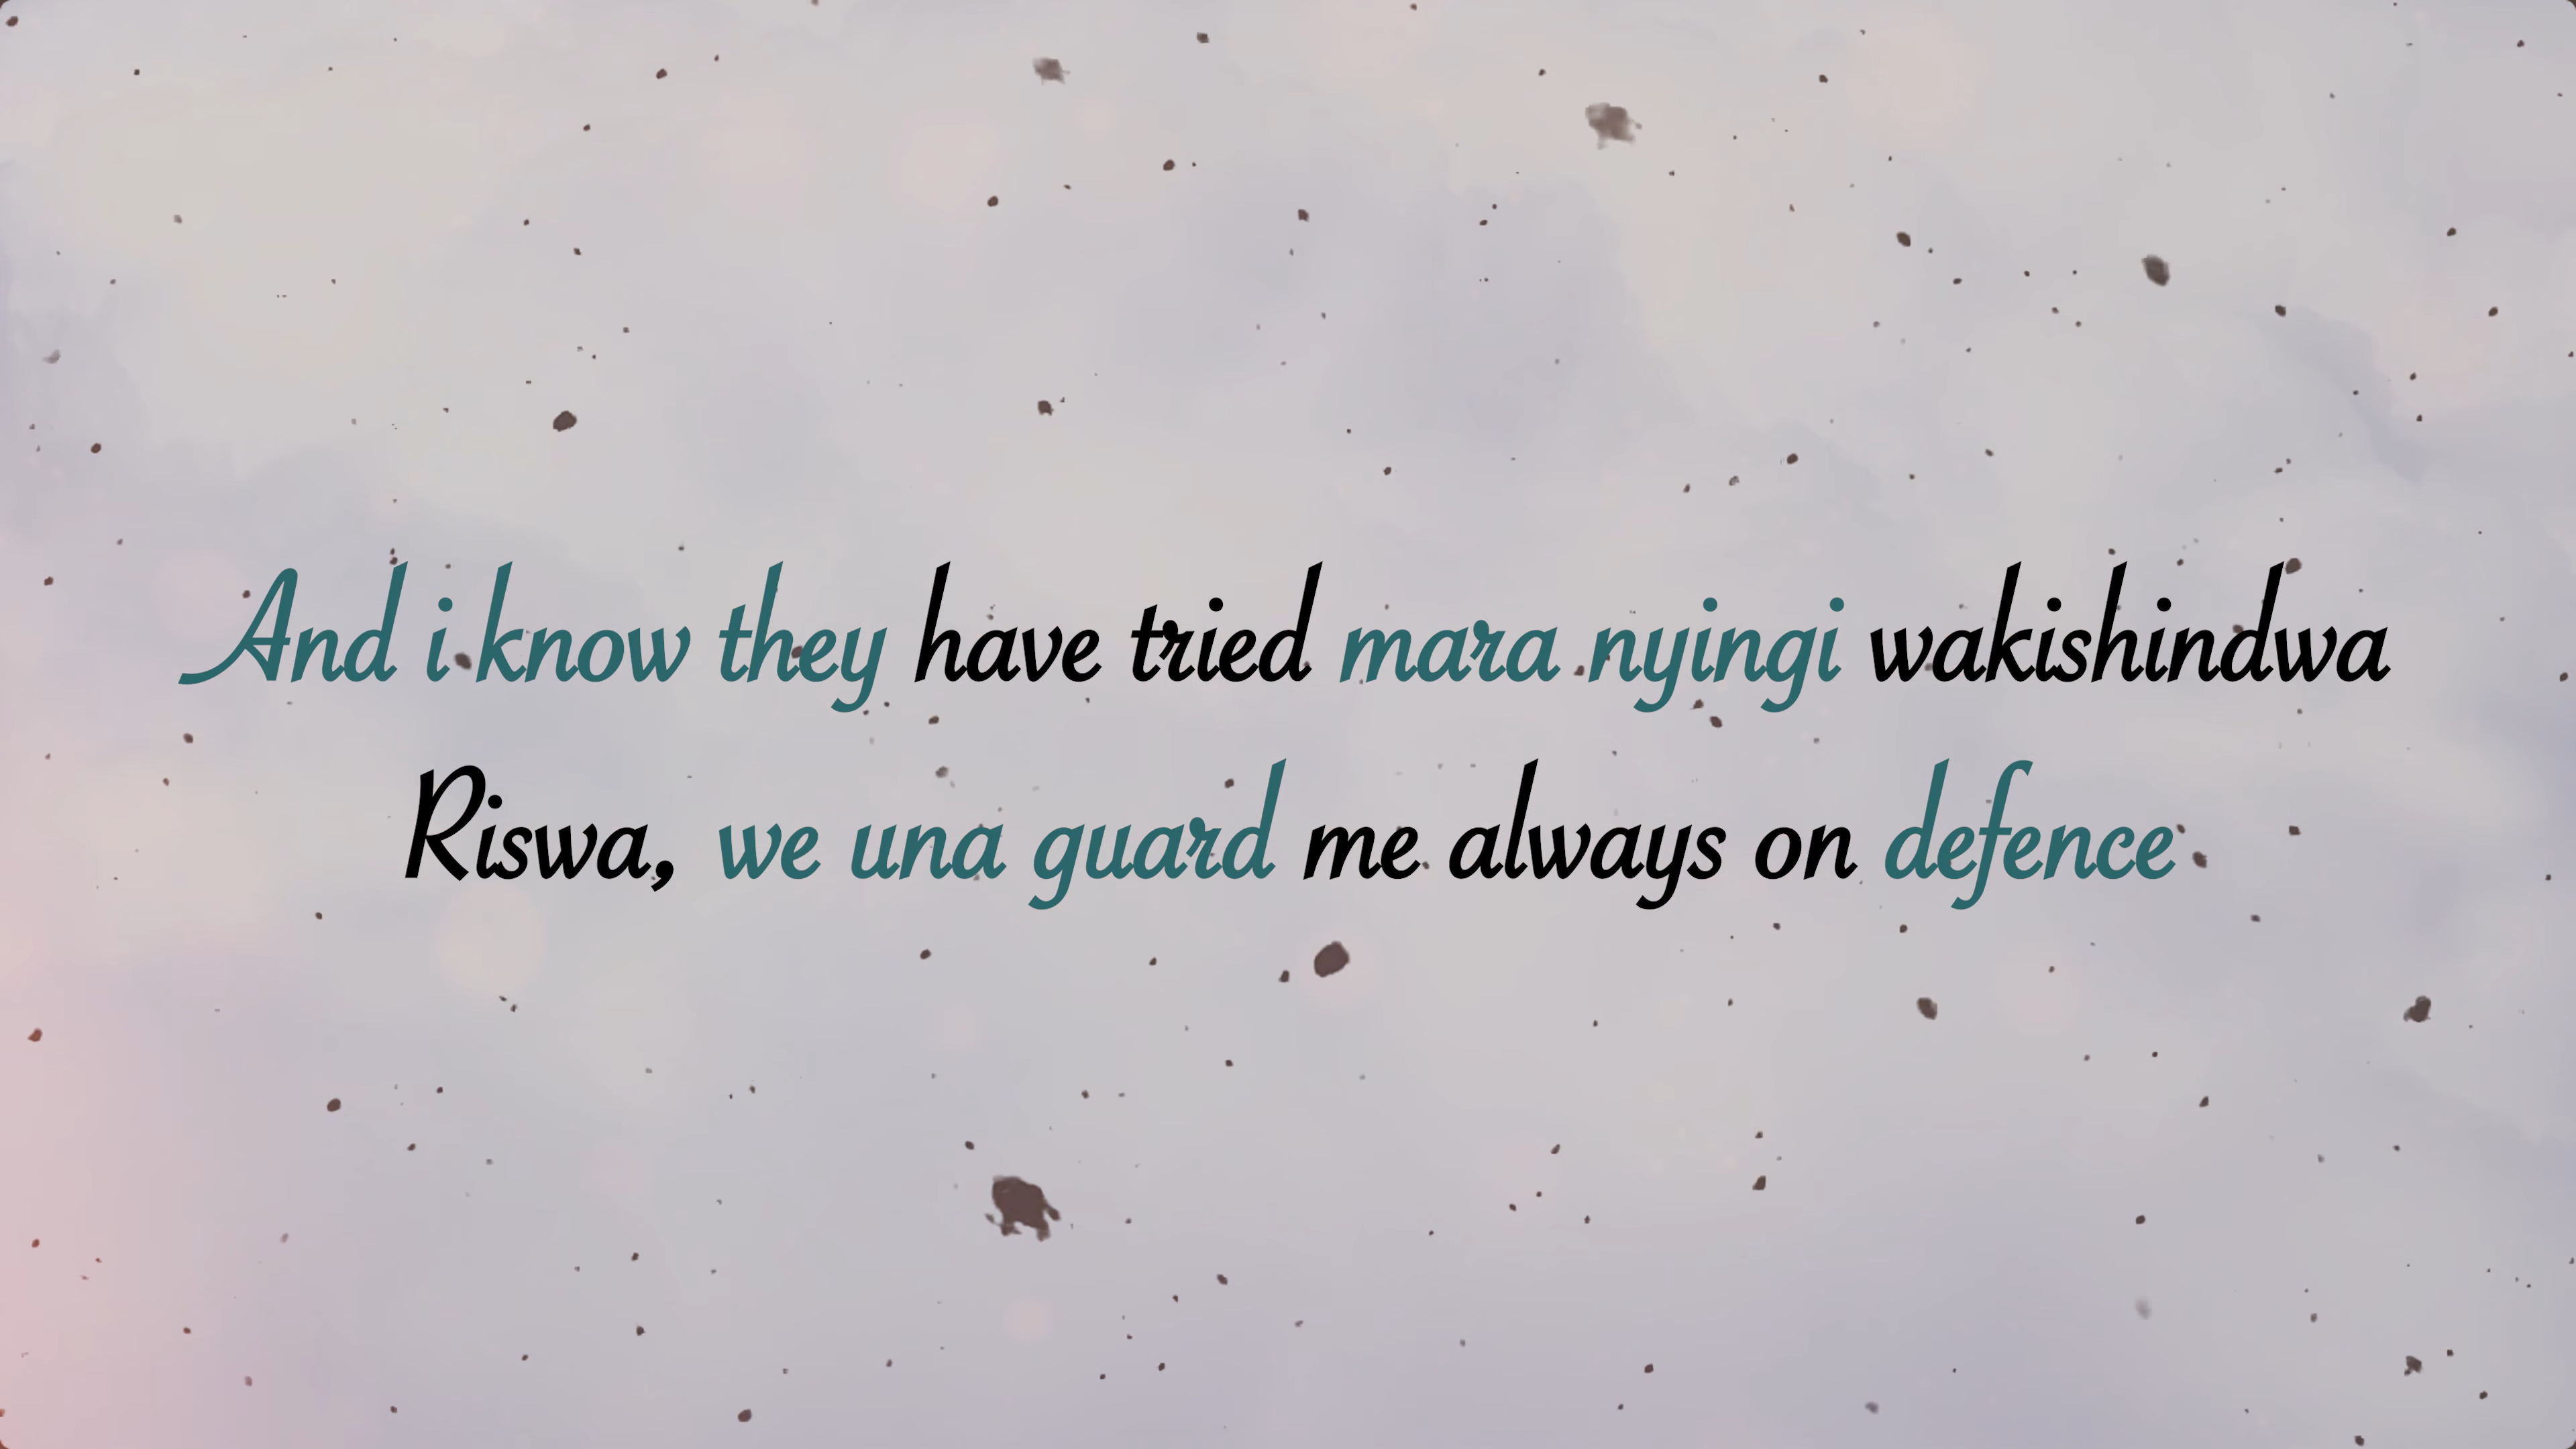 And i know they have tried mara nyingi wakishindwa
Riswa, we una guard me always on defence